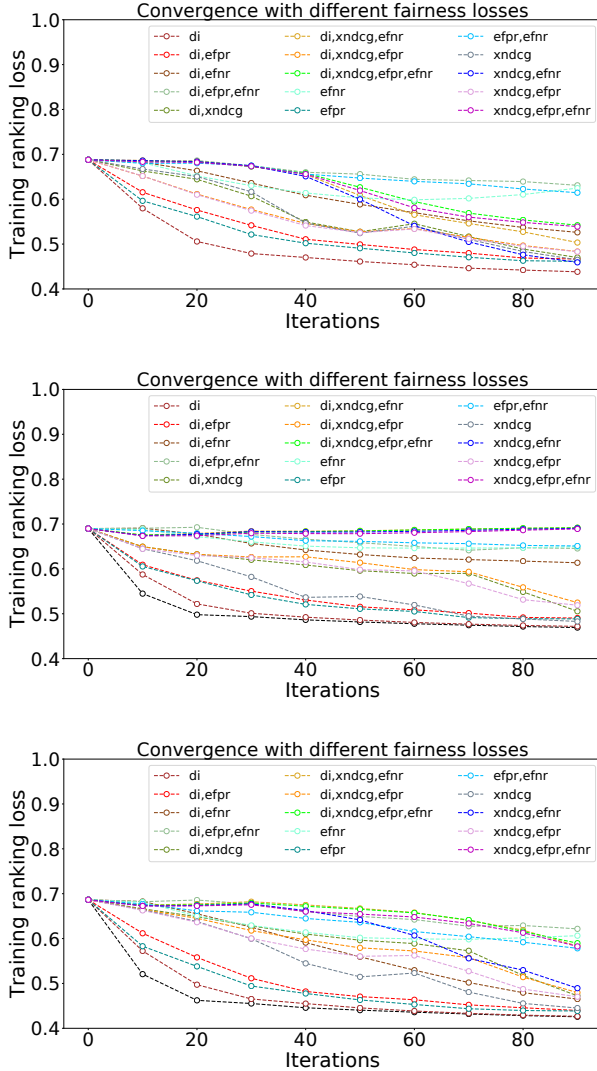 Convergence with different fairness losses
1.0
0.9
0.8
0.7
0.6
0.5
0.4
Training ranking loss
di
di,efpr
di,efnr
di,efpr,efnr
di,xndcg
di,xndcg,efnr
di,xndcg,efpr
di,xndcg,efpr,efnr
efnr
efpr
efpr,efnr
xndcg
xndcg,efnr
xndcg,efpr
xndcg,efpr,efnr
0 20 40 60 80
Iterations
Convergence with different fairness losses
1.0
0.9
0.8
0.7
0.6
0.5
0.4
Training ranking loss
di
di,efpr
di,efnr
di,efpr,efnr
di,xndcg
di,xndcg,efnr
di,xndcg,efpr
di,xndcg,efpr,efnr
efnr
efpr
efpr,efnr
xndcg
xndcg,efnr
xndcg,efpr
xndcg,efpr,efnr
0 20 40 60 80
Iterations
Convergence with different fairness losses
1.0
0.9
0.8
0.7
0.6
0.5
0.4
Training ranking loss
di
di,efpr
di,efnr
di,efpr,efnr
di,xndcg
di,xndcg,efnr
di,xndcg,efpr
di,xndcg,efpr,efnr
efnr
efpr
efpr,efnr
xndcg
xndcg,efnr
xndcg,efpr
xndcg,efpr,efnr
0 20 40 60 80
Iterations